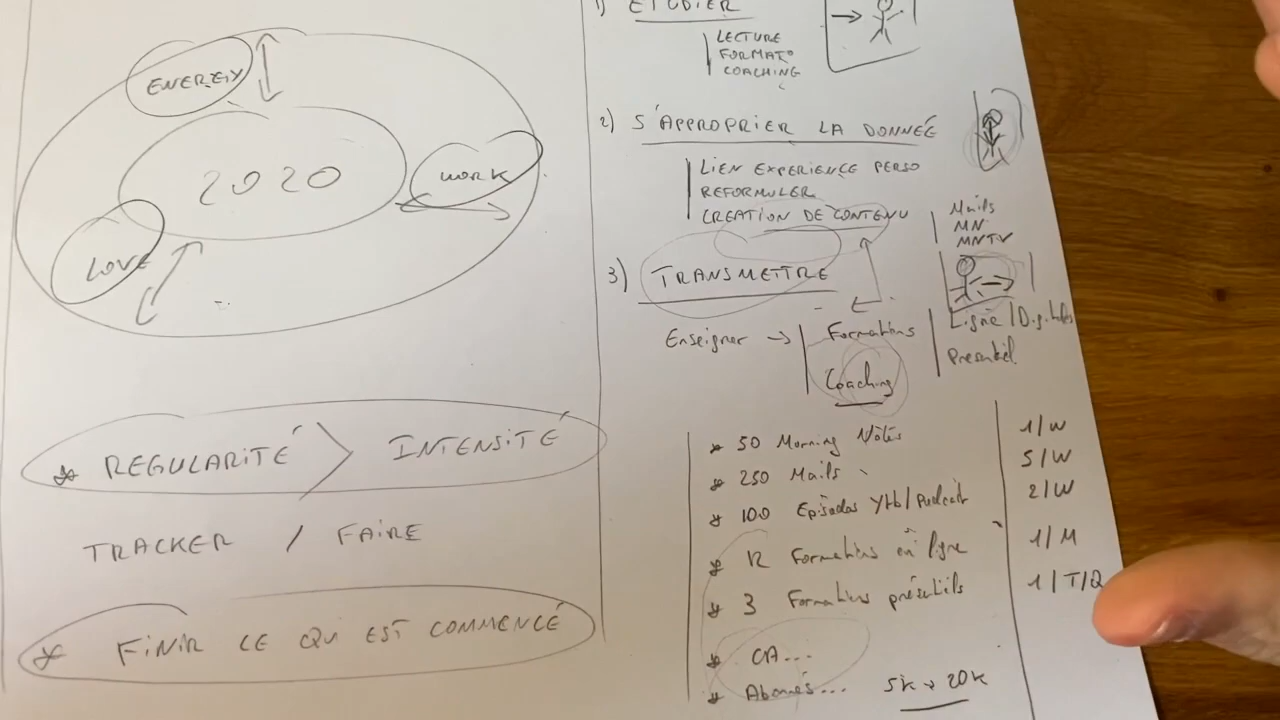 ENERGY
2020
WORK
LOVE
* REGULARITÉ > INTENSITÉ
TRACKER / FAIRE
* FINIR CE QUI EST COMMENCÉ
1) ETUDIER
LECTURE
FORMATO
COACHING
2) S'APPROPRIER LA DONNÉE
LIEN EXPERIENCE PERSO
REFORMULER
CREATION DE CONTENU
Mails
MN
MNTV
3) TRANSMETTRE
Enseigner → Formations
Coaching
Ligne / Digitales
Presentiel
* 50 Morning Notes 1/W
* 250 Mails 5/W
* 100 Episodes Ytb/Podcast 2/W
* 12 Formations en ligne 1/M
* 3 Formations présentiels 1/T/Q
* CA...
* Abonnés... 5k → 20k